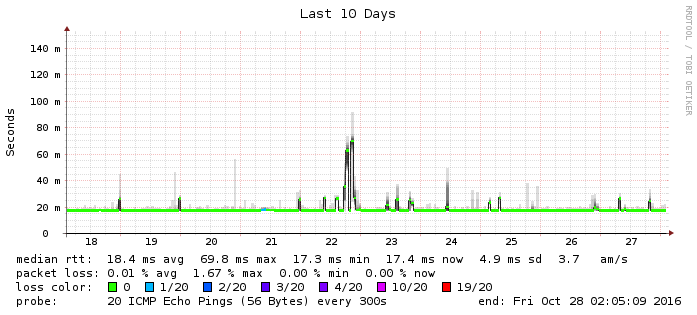 Last 10 Days
RRDTOOL / TOBI OETIKER
Seconds
140 m
120 m
100 m
80 m
60 m
40 m
20 m
0
18 19 20 21 22 23 24 25 26 27
median rtt: 18.4 ms avg 69.8 ms max 17.3 ms min 17.4 ms now 4.9 ms sd 3.7 am/s
packet loss: 0.01 % avg 1.67 % max 0.00 % min 0.00 % now
loss color: 0 1/20 2/20 3/20 4/20 10/20 19/20
probe: 20 ICMP Echo Pings (56 Bytes) every 300s end: Fri Oct 28 02:05:09 2016